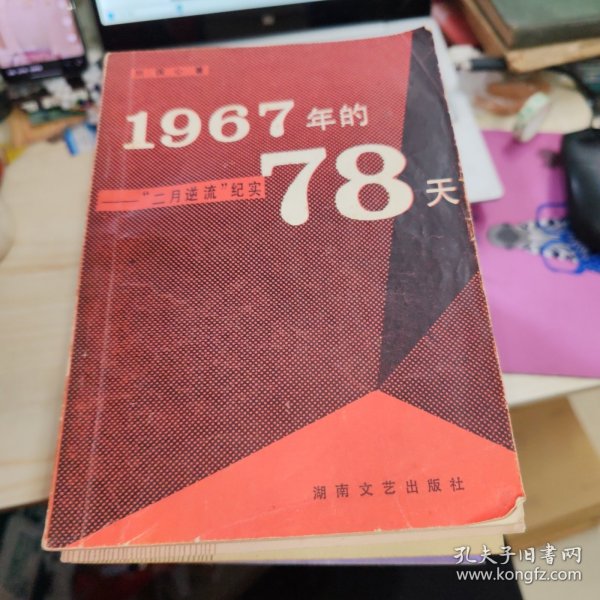 1967年的
78天
——“二月逆流”纪实
湖南文艺出版社
孔夫子旧书网
www.kongfz.com